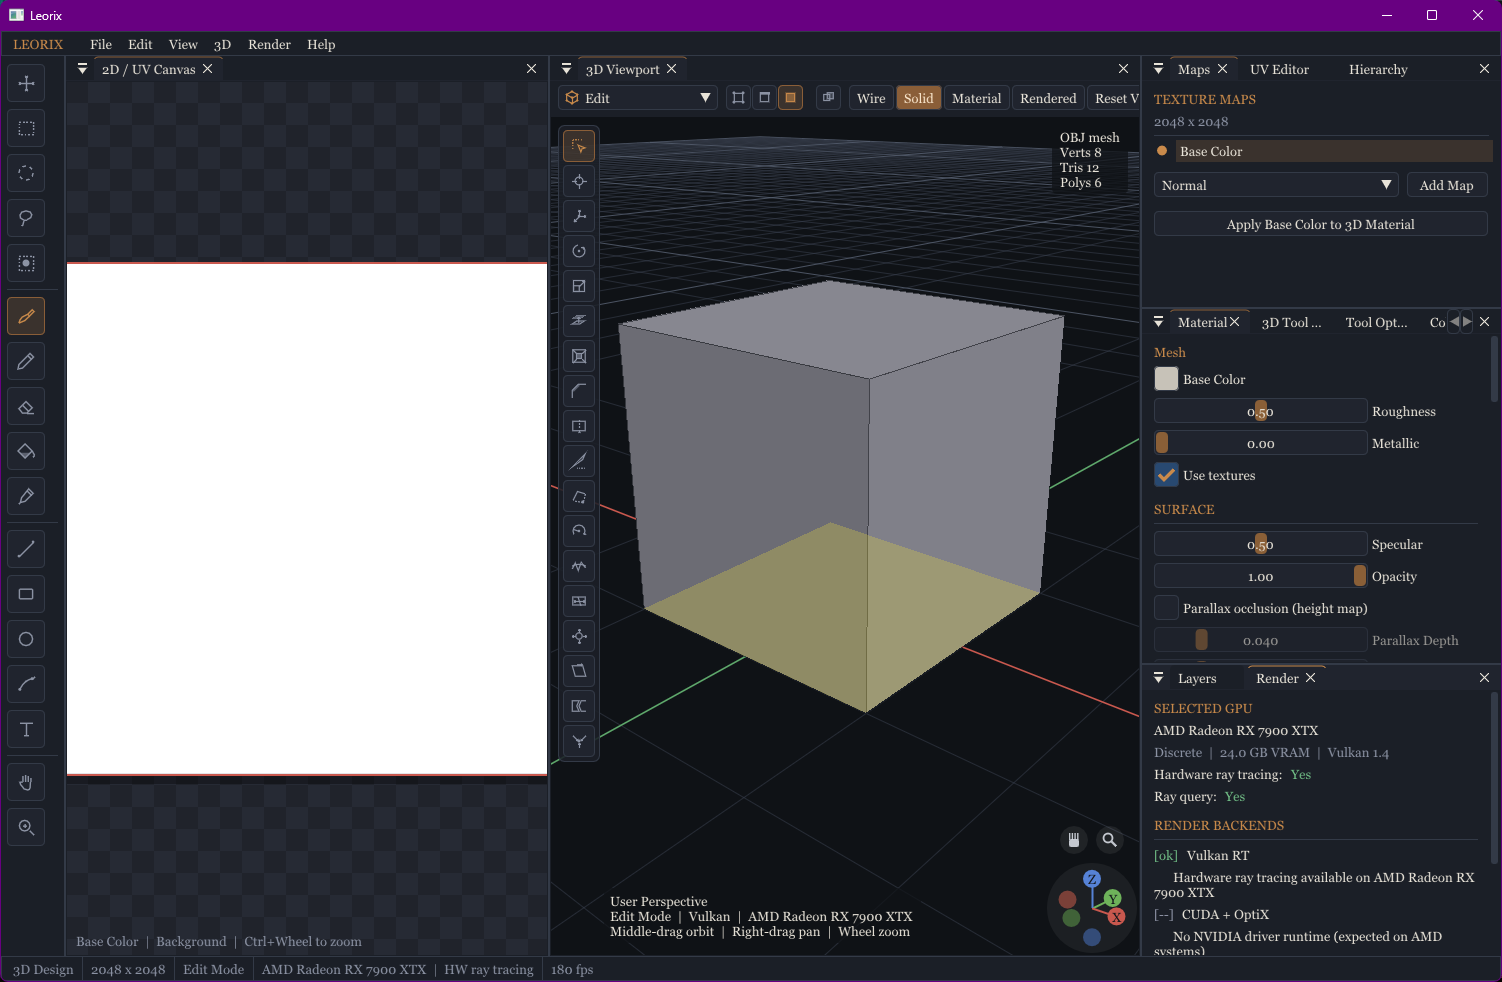 Leorix
LEORIX File Edit View 3D Render Help
2D / UV Canvas
Base Color | Background | Ctrl+Wheel to zoom
3D Viewport
Edit Wire Solid Material Rendered Reset V
OBJ mesh
Verts 8
Tris 12
Polys 6
User Perspective
Edit Mode | Vulkan | AMD Radeon RX 7900 XTX
Middle-drag orbit | Right-drag pan | Wheel zoom
Z
Y
X
Maps UV Editor Hierarchy
TEXTURE MAPS
2048 x 2048
Base Color
Normal Add Map
Apply Base Color to 3D Material
Material 3D Tool ... Tool Opt... Co
Mesh
Base Color
0.50 Roughness
0.00 Metallic
Use textures
SURFACE
0.50 Specular
1.00 Opacity
Parallax occlusion (height map)
0.040 Parallax Depth
Layers Render
SELECTED GPU
AMD Radeon RX 7900 XTX
Discrete | 24.0 GB VRAM | Vulkan 1.4
Hardware ray tracing: Yes
Ray query: Yes
RENDER BACKENDS
[ok] Vulkan RT
Hardware ray tracing available on AMD Radeon RX
7900 XTX
[--] CUDA + OptiX
No NVIDIA driver runtime (expected on AMD
systems)
3D Design 2048 x 2048 Edit Mode AMD Radeon RX 7900 XTX | HW ray tracing 180 fps